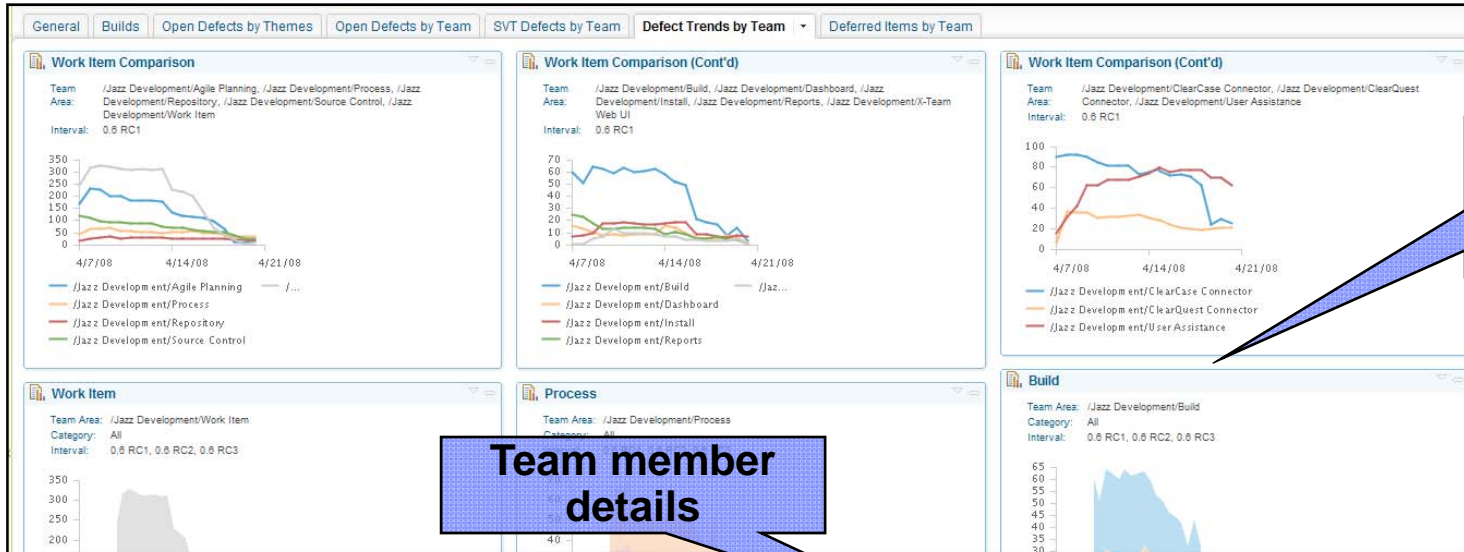 General Builds Open Defects by Themes Open Defects by Team SVT Defects by Team Defect Trends by Team Deferred Items by Team
Work Item Comparison
Team Area: /Jazz Development/Agile Planning, /Jazz Development/Process, /Jazz
Development/Repository, /Jazz Development/Source Control, /Jazz
Development/Work Item
Interval: 0.6 RC1
350
300
250
200
150
100
50
0
4/7/08 4/14/08 4/21/08
//Jazz Development/Agile Planning /...
//Jazz Development/Process
//Jazz Development/Repository
//Jazz Development/Source Control
Work Item Comparison (Cont'd)
Team Area: /Jazz Development/Build, /Jazz Development/Dashboard, /Jazz
Development/Install, /Jazz Development/Reports, /Jazz Development/X-Team
Web UI
Interval: 0.6 RC1
70
60
50
40
30
20
10
0
4/7/08 4/14/08 4/21/08
//Jazz Development/Build //Jaz...
//Jazz Development/Dashboard
//Jazz Development/Install
//Jazz Development/Reports
Work Item Comparison (Cont'd)
Team Area: /Jazz Development/ClearCase Connector, /Jazz Development/ClearQuest
Connector, /Jazz Development/User Assistance
Interval: 0.6 RC1
100
80
60
40
20
0
4/7/08 4/14/08 4/21/08
//Jazz Development/ClearCase Connector
//Jazz Development/ClearQuest Connector
//Jazz Development/User Assistance
Work Item
Team Area: /Jazz Development/Work Item
Category: All
Interval: 0.6 RC1, 0.6 RC2, 0.6 RC3
350
300
250
200
Process
Team Area: /Jazz Development/Process
Category: All
40
Team member
details
Build
Team Area: /Jazz Development/Build
Category: All
Interval: 0.6 RC1, 0.6 RC2, 0.6 RC3
65
60
55
50
45
40
35
30